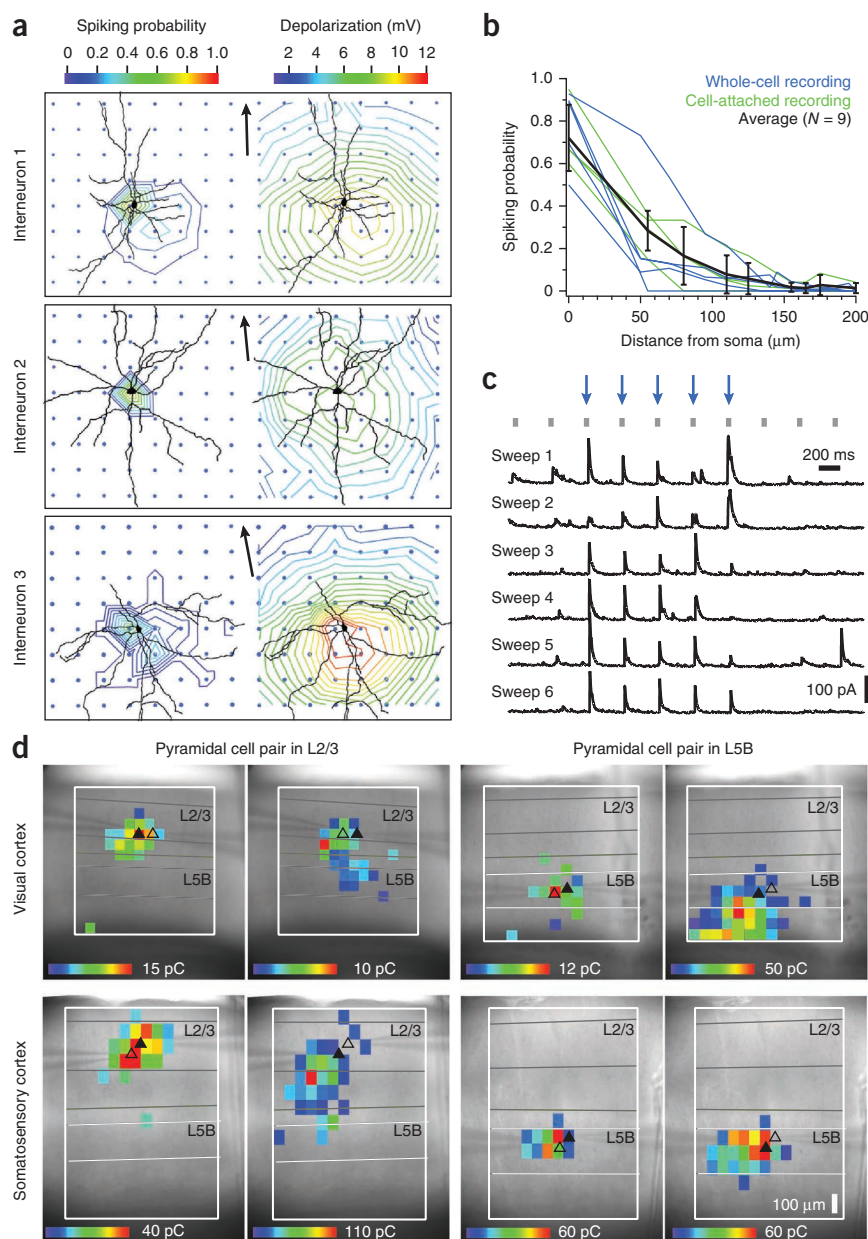 a
Spiking probability
0 0.2 0.4 0.6 0.8 1.0
Depolarization (mV)
2 4 6 8 10 12
Interneuron 1
Interneuron 2
Interneuron 3
b
Whole-cell recording
Cell-attached recording
Average (N = 9)
Spiking probability
1.0
0.8
0.6
0.4
0.2
0
0 50 100 150 200
Distance from soma (μm)
c
Sweep 1
200 ms
Sweep 2
Sweep 3
Sweep 4
Sweep 5
Sweep 6
100 pA
d
Pyramidal cell pair in L2/3
Pyramidal cell pair in L5B
Visual cortex
L2/3
L5B
15 pC
L2/3
L5B
10 pC
L2/3
L5B
12 pC
L2/3
L5B
50 pC
Somatosensory cortex
L2/3
L5B
40 pC
L2/3
L5B
110 pC
L2/3
L5B
60 pC
L2/3
L5B
100 μm
60 pC